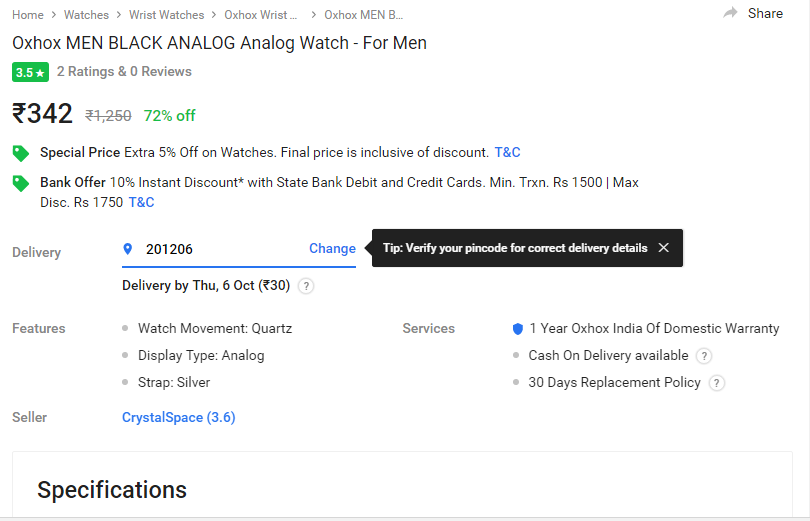 Home > Watches > Wrist Watches > Oxhox Wrist ... > Oxhox MEN B... Share
Oxhox MEN BLACK ANALOG Analog Watch - For Men
3.5★ 2 Ratings & 0 Reviews
₹342 ₹1,250 72% off
Special Price Extra 5% Off on Watches. Final price is inclusive of discount. T&C
Bank Offer 10% Instant Discount* with State Bank Debit and Credit Cards. Min. Trxn. Rs 1500 | Max
Disc. Rs 1750 T&C
Delivery 201206 Change Tip: Verify your pincode for correct delivery details ✕
Delivery by Thu, 6 Oct (₹30) ?
Features • Watch Movement: Quartz Services 1 Year Oxhox India Of Domestic Warranty
• Display Type: Analog • Cash On Delivery available ?
• Strap: Silver • 30 Days Replacement Policy ?
Seller CrystalSpace (3.6)
Specifications